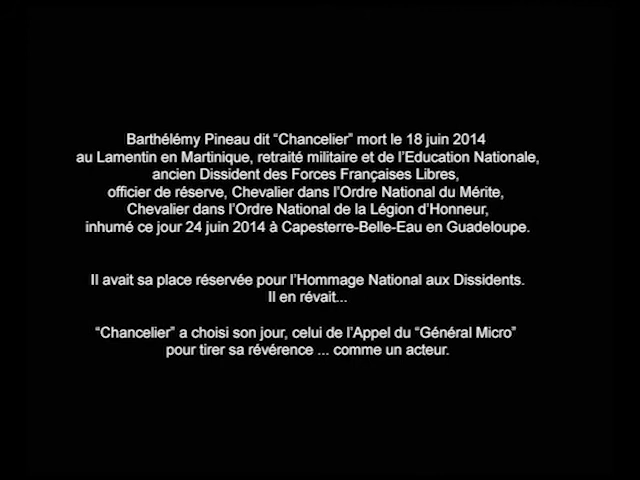 Barthélémy Pineau dit “Chancelier” mort le 18 juin 2014
au Lamentin en Martinique, retraité militaire et de l’Education Nationale,
ancien Dissident des Forces Françaises Libres,
officier de réserve, Chevalier dans l’Ordre National du Mérite,
Chevalier dans l’Ordre National de la Légion d’Honneur,
inhumé ce jour 24 juin 2014 à Capesterre-Belle-Eau en Guadeloupe.
Il avait sa place réservée pour l’Hommage National aux Dissidents.
Il en révait...
“Chancelier” a choisi son jour, celui de l’Appel du “Général Micro”
pour tirer sa révérence ... comme un acteur.